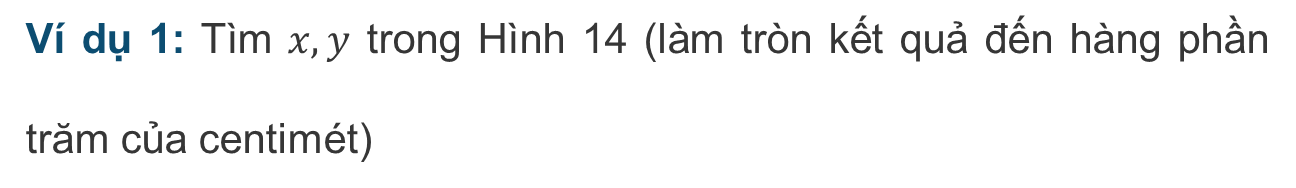 Ví dụ 1: Tìm x, y trong Hình 14 (làm tròn kết quả đến hàng phần
trăm của centimét)